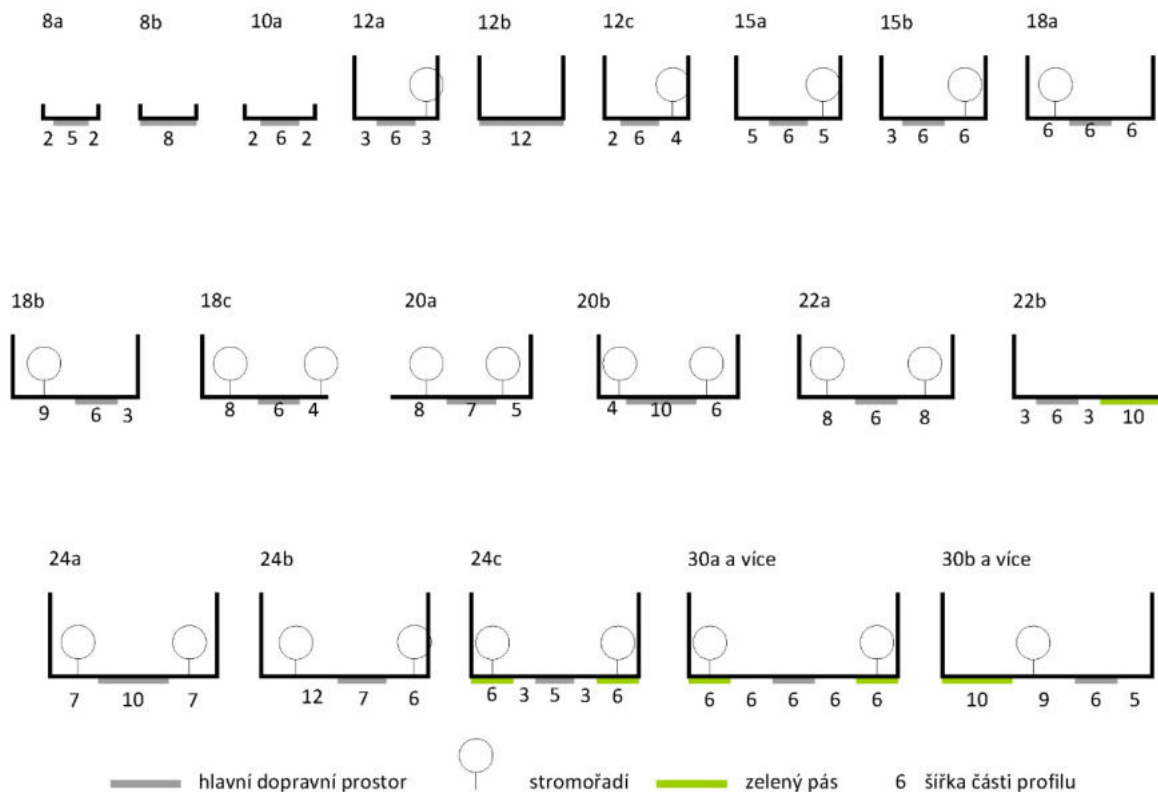 8a 8b 10a 12a 12b 12c 15a 15b 18a
2 5 2 8 2 6 2 3 6 3 12 2 6 4 5 6 5 3 6 6 6 6 6
18b 18c 20a 20b 22a 22b
9 6 3 8 6 4 8 7 5 4 10 6 8 6 8 3 6 3 10
24a 24b 24c 30a a více 30b a více
7 10 7 12 7 6 6 3 5 3 6 6 6 6 6 6 10 9 6 5
hlavní dopravní prostor stromořadí zelený pás 6 šířka části profilu